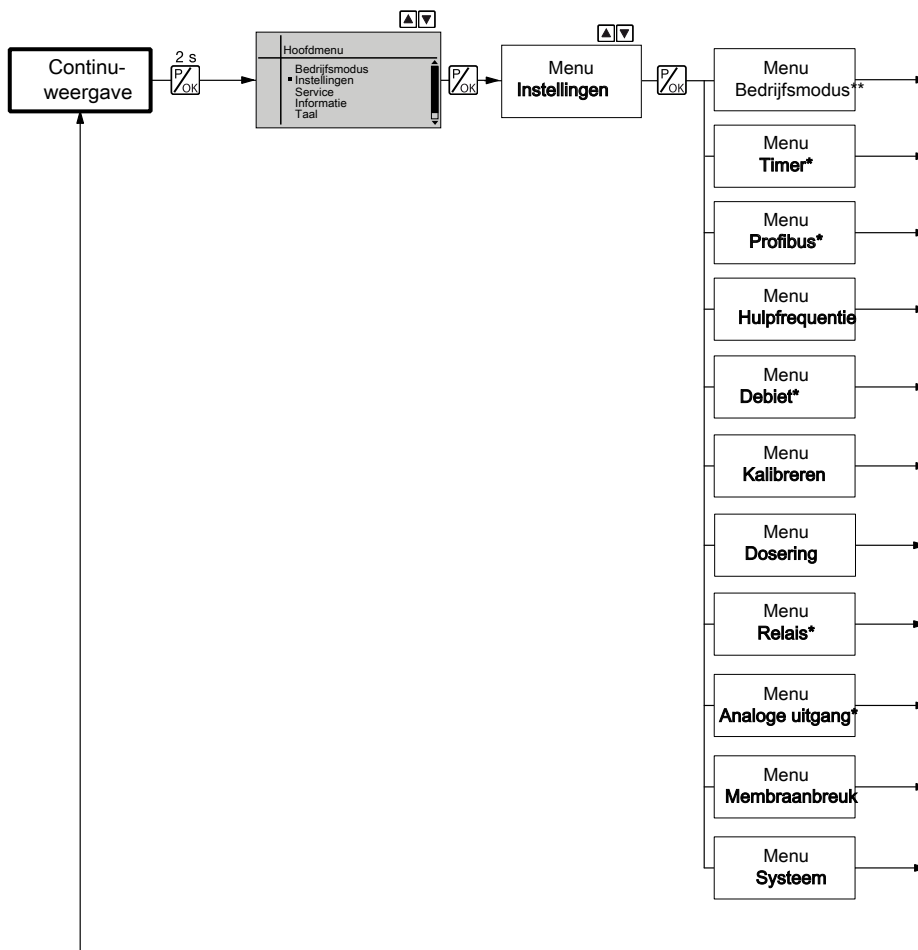 Continu-
weergave
2 s
P/OK
Hoofdmenu
Bedrijfsmodus
Instellingen
Service
Informatie
Taal
P/OK
Menu
Instellingen
P/OK
Menu
Bedrijfsmodus**
Menu
Timer*
Menu
Profibus*
Menu
Hulpfrequentie
Menu
Debiet*
Menu
Kalibreren
Menu
Dosering
Menu
Relais*
Menu
Analoge uitgang*
Menu
Membraanbreuk
Menu
Systeem